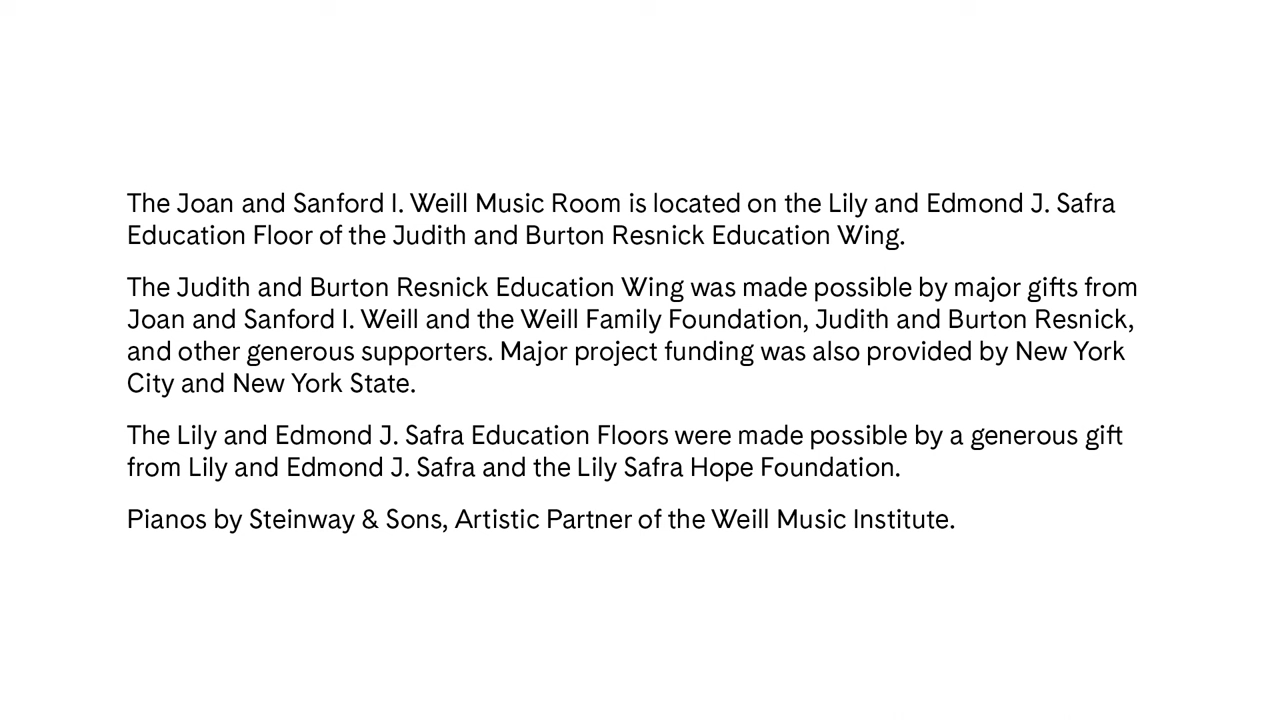 The Joan and Sanford I. Weill Music Room is located on the Lily and Edmond J. Safra
Education Floor of the Judith and Burton Resnick Education Wing.
The Judith and Burton Resnick Education Wing was made possible by major gifts from
Joan and Sanford I. Weill and the Weill Family Foundation, Judith and Burton Resnick,
and other generous supporters. Major project funding was also provided by New York
City and New York State.
The Lily and Edmond J. Safra Education Floors were made possible by a generous gift
from Lily and Edmond J. Safra and the Lily Safra Hope Foundation.
Pianos by Steinway & Sons, Artistic Partner of the Weill Music Institute.